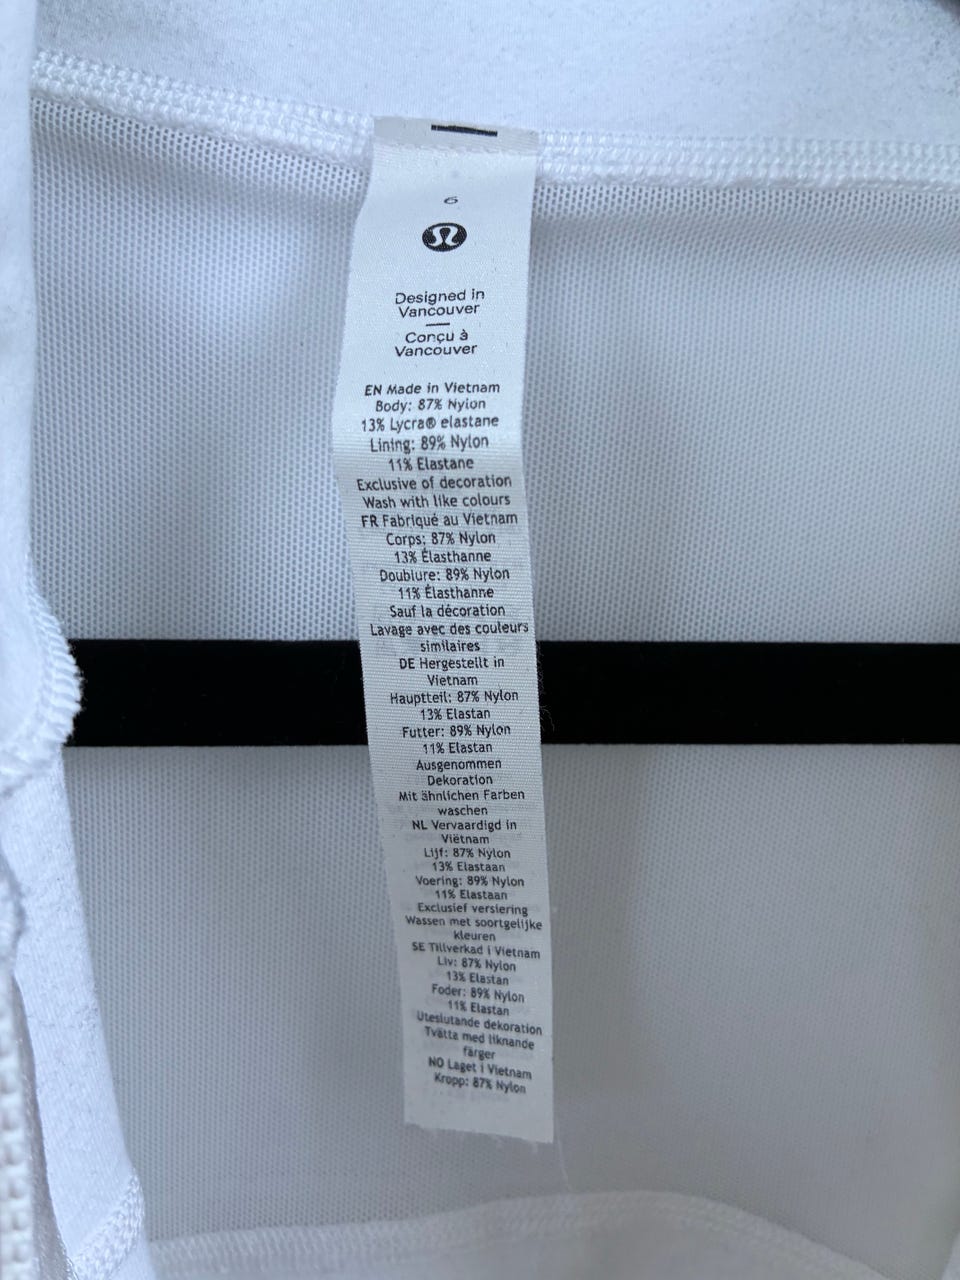 6
Designed in
Vancouver
Conçu à
Vancouver
EN Made in Vietnam
Body: 87% Nylon
13% Lycra® elastane
Lining: 89% Nylon
11% Elastane
Exclusive of decoration
Wash with like colours
FR Fabriqué au Vietnam
Corps: 87% Nylon
13% Élasthanne
Doublure: 89% Nylon
11% Élasthanne
Sauf la décoration
Lavage avec des couleurs
similaires
DE Hergestellt in
Vietnam
Hauptteil: 87% Nylon
13% Elastan
Futter: 89% Nylon
11% Elastan
Ausgenommen
Dekoration
Mit ähnlichen Farben
waschen
NL Vervaardigd in
Viëtnam
Lijf: 87% Nylon
13% Elastaan
Voering: 89% Nylon
11% Elastaan
Exclusief versiering
Wassen met soortgelijke
kleuren
SE Tillverkad i Vietnam
Liv: 87% Nylon
13% Elastan
Foder: 89% Nylon
11% Elastan
Uteslutande dekoration
Tvätta med liknande
färger
NO Laget i Vietnam
Kropp: 87% Nylon